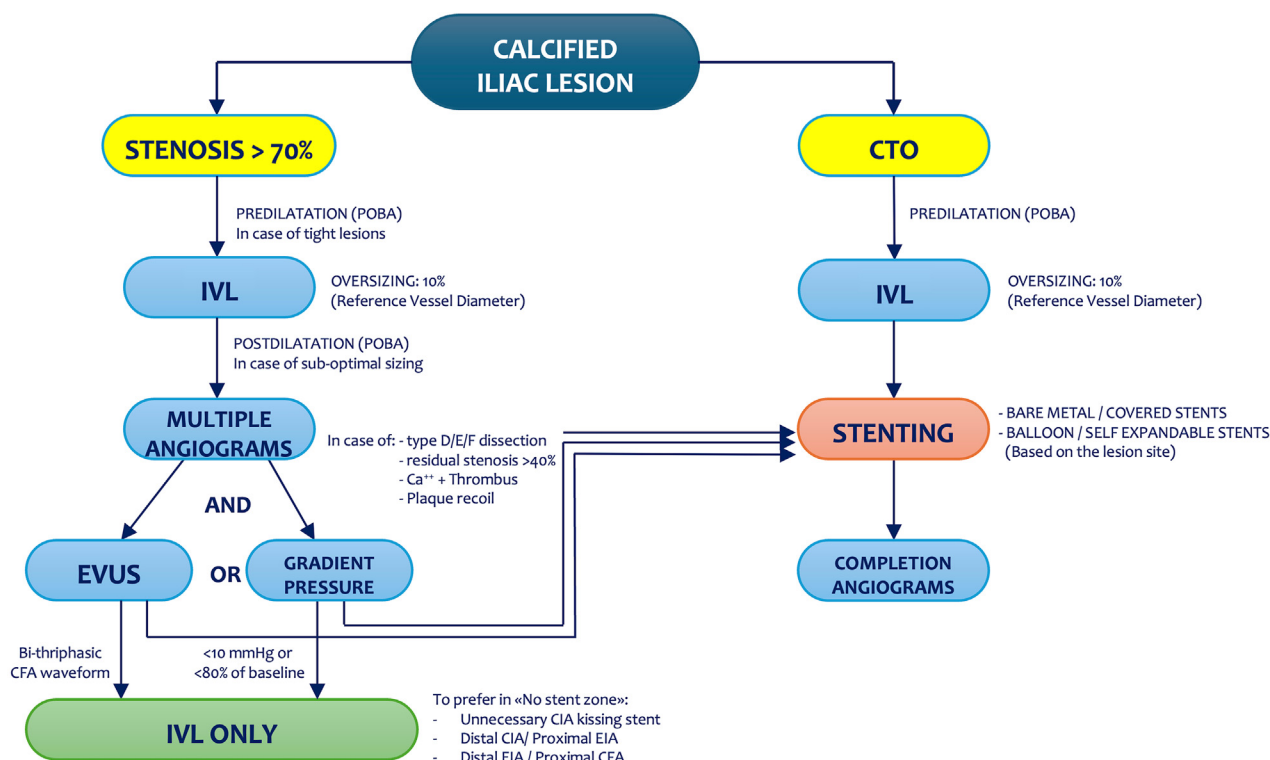 CALCIFIED
ILIAC LESION
STENOSIS > 70%
CTO
PREDILATATION (POBA)
In case of tight lesions
PREDILATATION (POBA)
IVL
OVERSIZING: 10%
(Reference Vessel Diameter)
IVL
OVERSIZING: 10%
(Reference Vessel Diameter)
POSTDILATATION (POBA)
In case of sub-optimal sizing
MULTIPLE
ANGIOGRAMS
In case of: - type D/E/F dissection
- residual stenosis >40%
- Ca⁺⁺ + Thrombus
- Plaque recoil
STENTING
- BARE METAL / COVERED STENTS
- BALLOON / SELF EXPANDABLE STENTS
(Based on the lesion site)
AND
EVUS
OR
GRADIENT
PRESSURE
COMPLETION
ANGIOGRAMS
Bi-thriphasic
CFA waveform
<10 mmHg or
<80% of baseline
IVL ONLY
To prefer in «No stent zone»:
- Unnecessary CIA kissing stent
- Distal CIA/ Proximal EIA
- Distal EIA / Proximal CFA